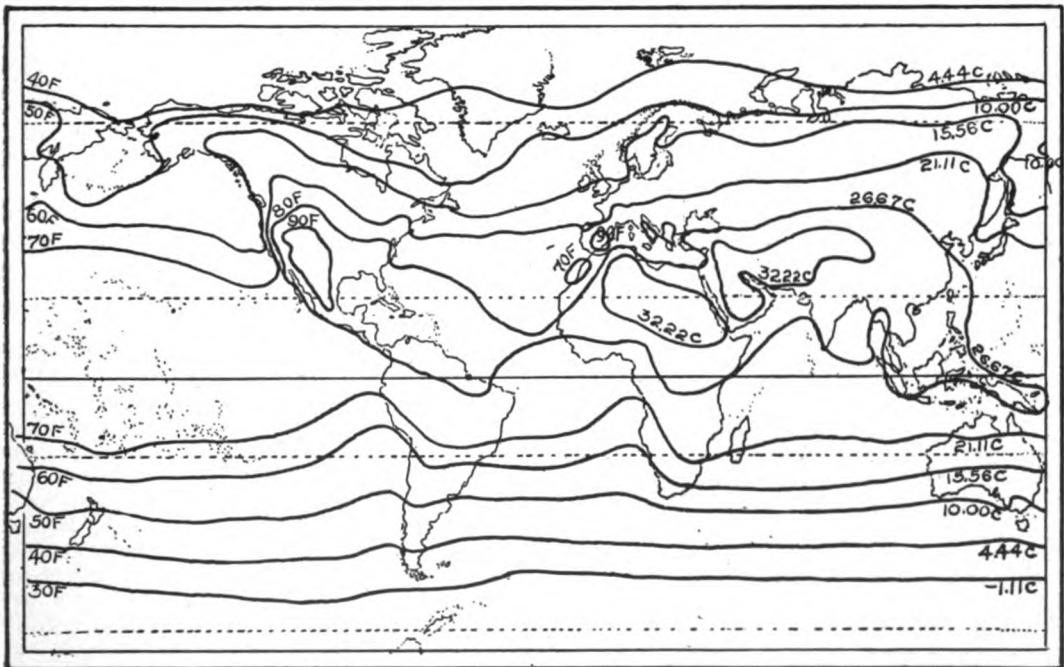 40F
4.44C
50F
10.00C
15.56C
10.00
21.11C
60F
80F
26.67C
90F
70F
90F
70F
32.22C
32.22C
26.67C
70F
21.11C
60F
15.56C
50F
10.00C
40F
4.44C
30F
-1.11C